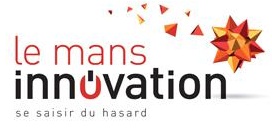 le mans
innovation
se saisir du hasard